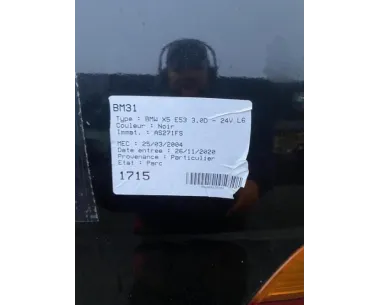 BM31
Type : BMW X5 E53 3.0D - 24V L6
Couleur : Noir
Immat. : AS271FS
MEC : 25/03/2004
Date entree : 26/11/2020
Provenance : Particulier
Etat : Parc
1715